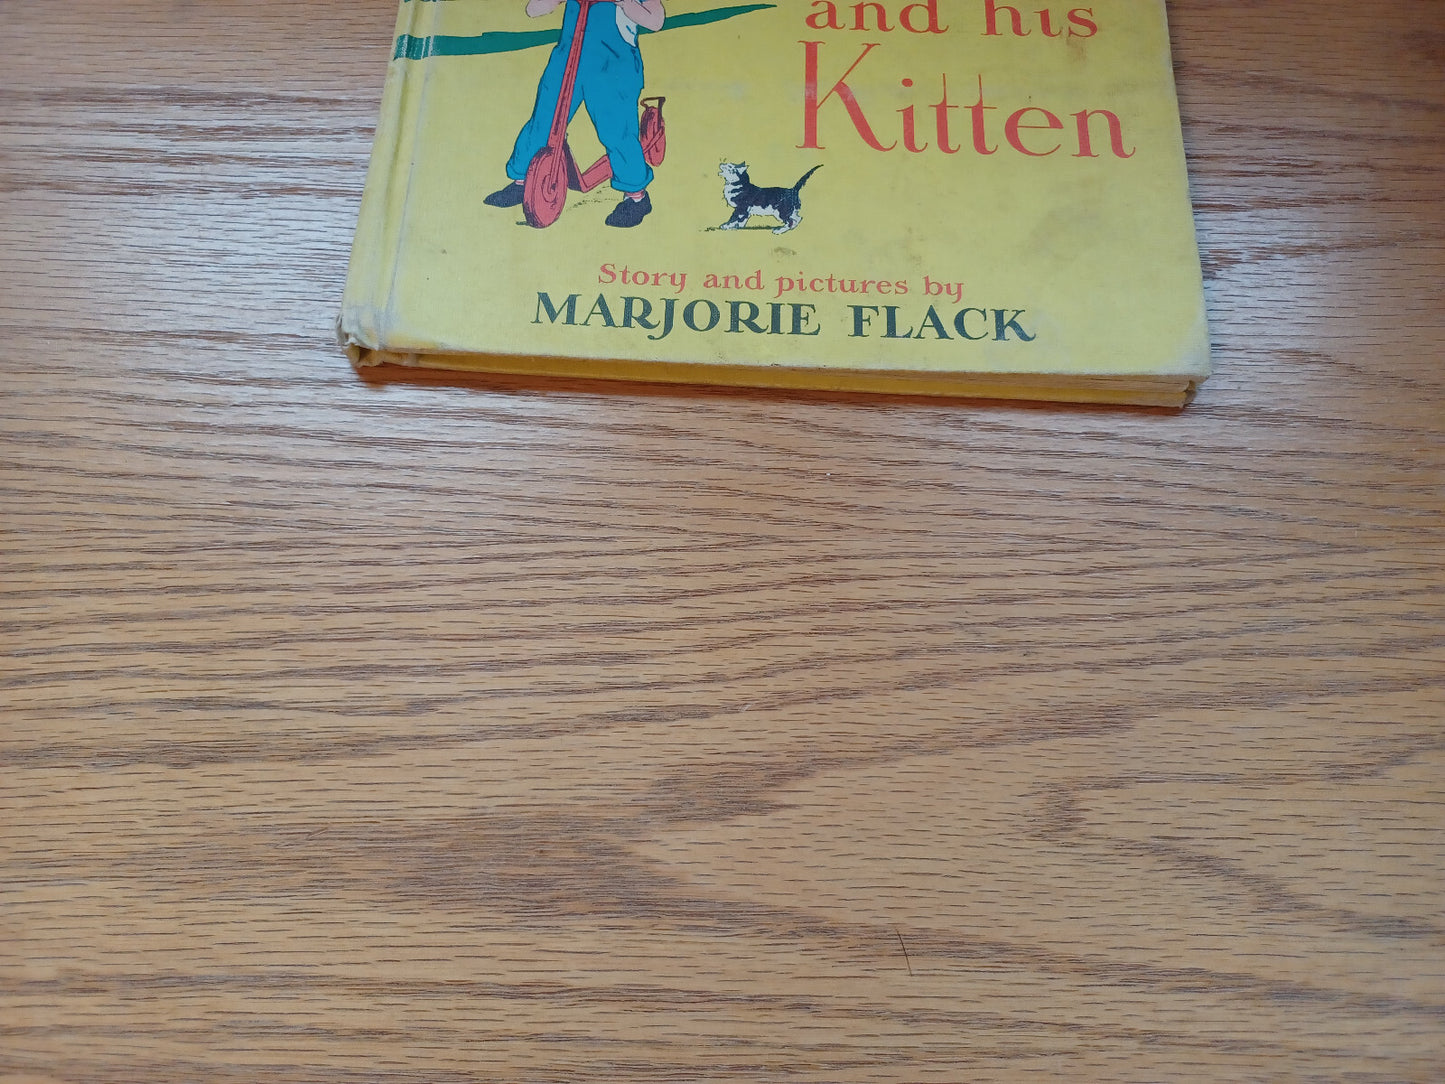 and his
Kitten
Story and pictures by
MARJORIE FLACK